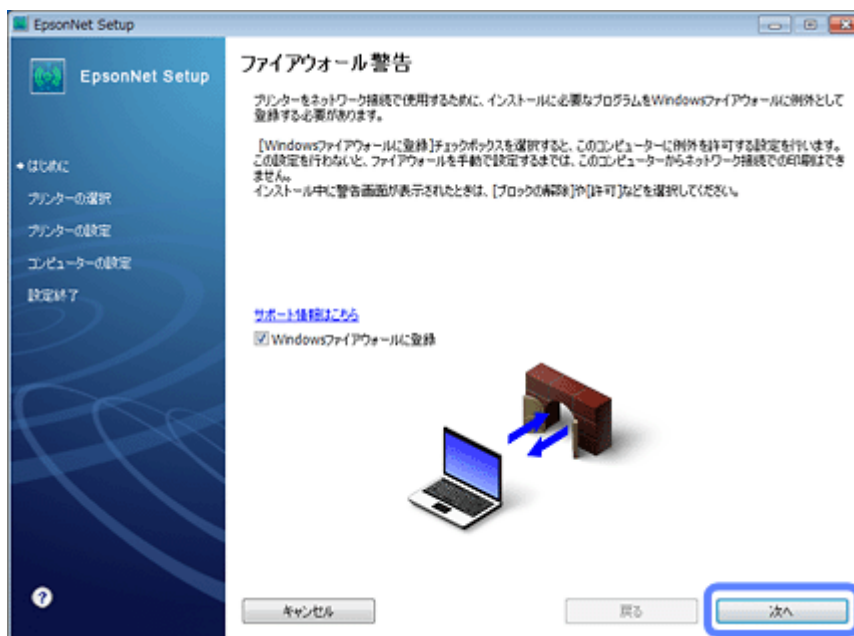 EpsonNet Setup
EpsonNet Setup
はじめに
プリンターの選択
プリンターの設定
コンピューターの設定
設定終了
ファイアウォール警告
プリンターをネットワーク接続で使用するために、インストールに必要なプログラムをWindowsファイアウォールに例外として
登録する必要があります。
[Windowsファイアウォールに登録]チェックボックスを選択すると、このコンピューターに例外を許可する設定を行います。
この設定を行わないと、ファイアウォールを手動で設定するまでは、このコンピューターからネットワーク接続での印刷はでき
ません。
インストール中に警告画面が表示されたときは、[ブロックの解除]や[許可]などを選択してください。
サポート情報はこちら
Windowsファイアウォールに登録
?
キャンセル
戻る
次へ